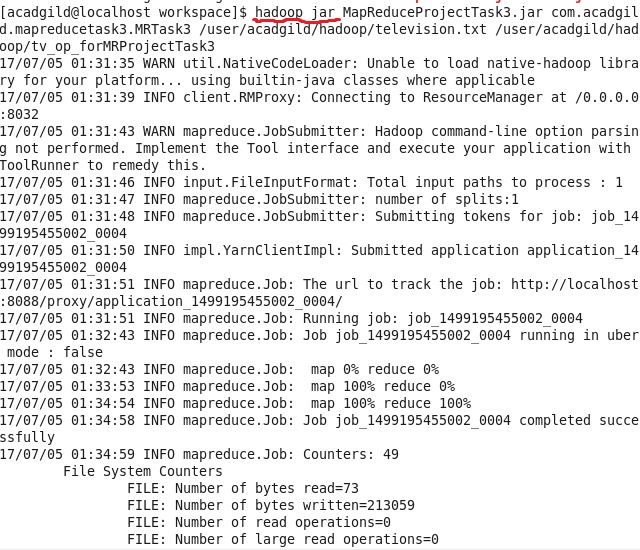 [acadgild@localhost workspace]$ hadoop jar MapReduceProjectTask3.jar com.acadgil
d.mapreducetask3.MRTask3 /user/acadgild/hadoop/television.txt /user/acadgild/had
oop/tv_op_forMRProjectTask3
17/07/05 01:31:35 WARN util.NativeCodeLoader: Unable to load native-hadoop libra
ry for your platform... using builtin-java classes where applicable
17/07/05 01:31:39 INFO client.RMProxy: Connecting to ResourceManager at /0.0.0.0
:8032
17/07/05 01:31:43 WARN mapreduce.JobSubmitter: Hadoop command-line option parsin
g not performed. Implement the Tool interface and execute your application with
ToolRunner to remedy this.
17/07/05 01:31:46 INFO input.FileInputFormat: Total input paths to process : 1
17/07/05 01:31:47 INFO mapreduce.JobSubmitter: number of splits:1
17/07/05 01:31:48 INFO mapreduce.JobSubmitter: Submitting tokens for job: job_14
99195455002_0004
17/07/05 01:31:50 INFO impl.YarnClientImpl: Submitted application application_14
99195455002_0004
17/07/05 01:31:51 INFO mapreduce.Job: The url to track the job: http://localhost
:8088/proxy/application_1499195455002_0004/
17/07/05 01:31:51 INFO mapreduce.Job: Running job: job_1499195455002_0004
17/07/05 01:32:43 INFO mapreduce.Job: Job job_1499195455002_0004 running in uber
 mode : false
17/07/05 01:32:43 INFO mapreduce.Job:  map 0% reduce 0%
17/07/05 01:33:53 INFO mapreduce.Job:  map 100% reduce 0%
17/07/05 01:34:54 INFO mapreduce.Job:  map 100% reduce 100%
17/07/05 01:34:58 INFO mapreduce.Job: Job job_1499195455002_0004 completed succe
ssfully
17/07/05 01:34:59 INFO mapreduce.Job: Counters: 49
File System Counters
FILE: Number of bytes read=73
FILE: Number of bytes written=213059
FILE: Number of read operations=0
FILE: Number of large read operations=0